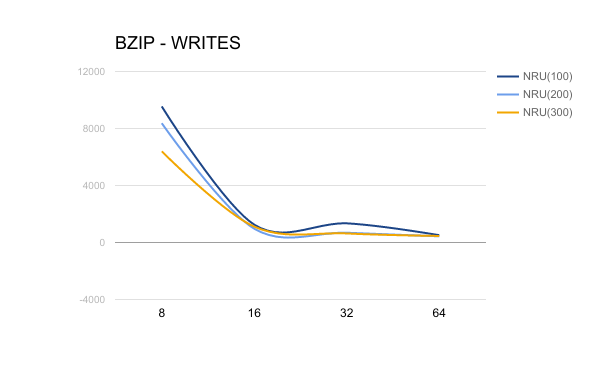 BZIP - WRITES
12000
8000
4000
0
-4000
8 16 32 64
NRU(100)
NRU(200)
NRU(300)